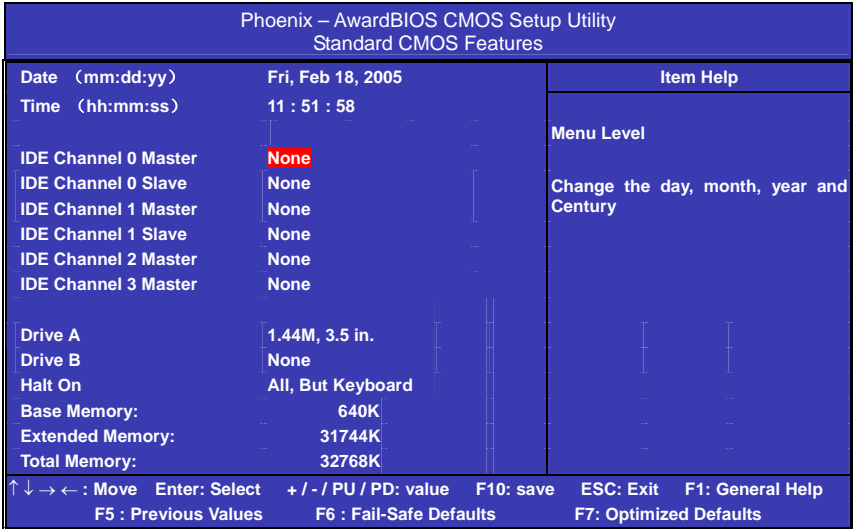 Phoenix – AwardBIOS CMOS Setup Utility
Standard CMOS Features
Date （mm:dd:yy） Fri, Feb 18, 2005
Item Help
Time （hh:mm:ss） 11 : 51 : 58
Menu Level
IDE Channel 0 Master None
IDE Channel 0 Slave None
Change the day, month, year and
IDE Channel 1 Master None
Century
IDE Channel 1 Slave None
IDE Channel 2 Master None
IDE Channel 3 Master None
Drive A 1.44M, 3.5 in.
Drive B None
Halt On All, But Keyboard
Base Memory: 640K
Extended Memory: 31744K
Total Memory: 32768K
↑↓→←: Move Enter: Select + / - / PU / PD: value F10: save ESC: Exit F1: General Help
F5 : Previous Values F6 : Fail-Safe Defaults F7: Optimized Defaults